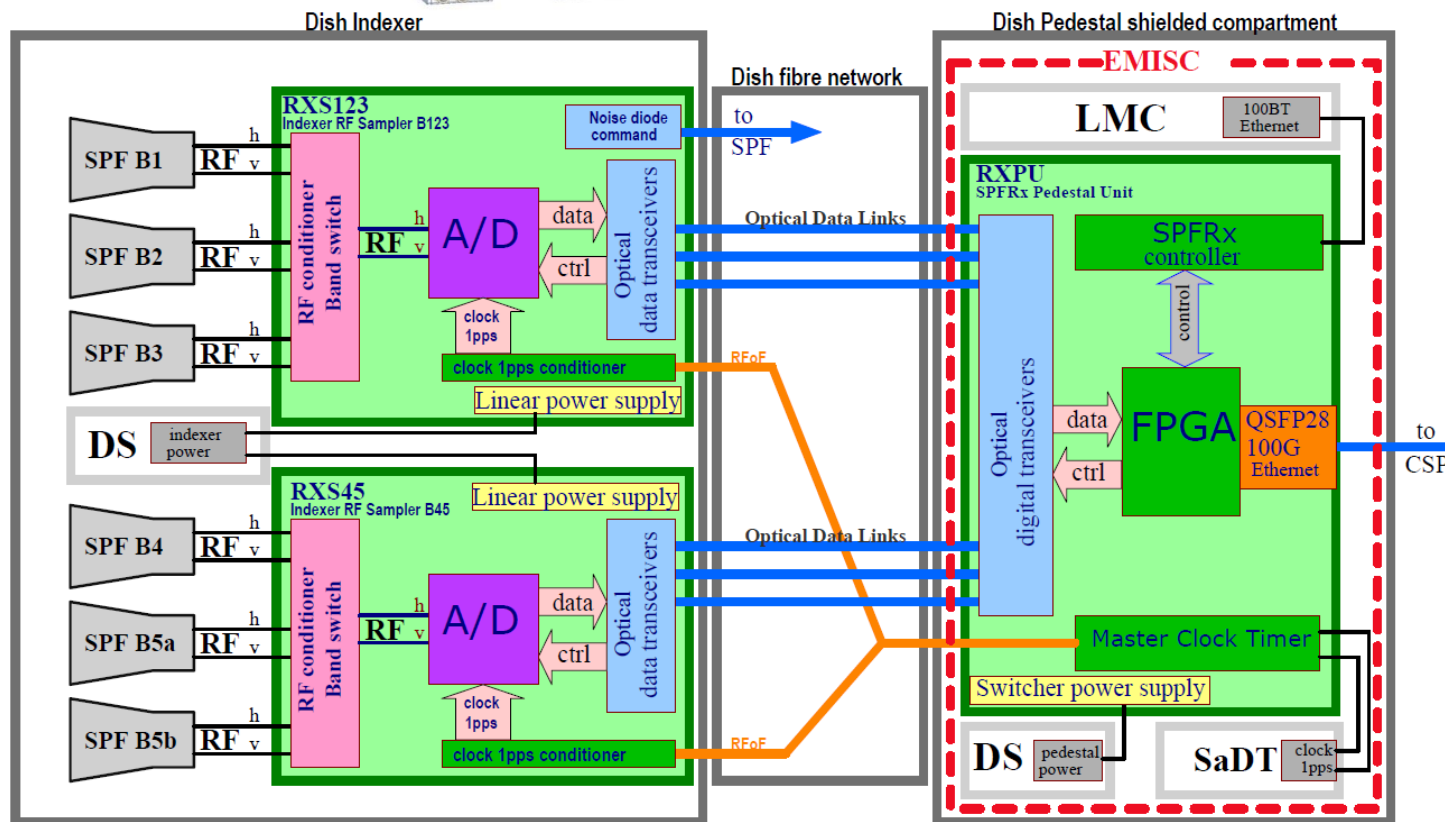 Dish Indexer
Dish Pedestal shielded compartment
Dish fibre network
EMISC
RXS123
Indexer RF Sampler B123
Noise diode
command
to
SPF
SPF B1
h
RF v
SPF B2
h
RF v
SPF B3
h
RF v
RF conditioner
Band switch
h
RF v
A/D
data
ctrl
clock
1pps
Optical
data transceivers
clock 1pps conditioner
Linear power supply
RFoF
Optical Data Links
DS
indexer
power
RXS45
Indexer RF Sampler B45
Linear power supply
SPF B4
h
RF v
SPF B5a
h
RF v
SPF B5b
h
RF v
RF conditioner
Band switch
h
RF v
A/D
data
ctrl
clock
1pps
Optical
data transceivers
clock 1pps conditioner
RFoF
Optical Data Links
LMC
100BT
Ethernet
RXPU
SPFRx Pedestal Unit
Optical
digital transceivers
SPFRx
controller
control
data
ctrl
FPGA
QSFP28
100G
Ethernet
to
CSP
Master Clock Timer
Switcher power supply
DS
pedestal
power
SaDT
clock
1pps